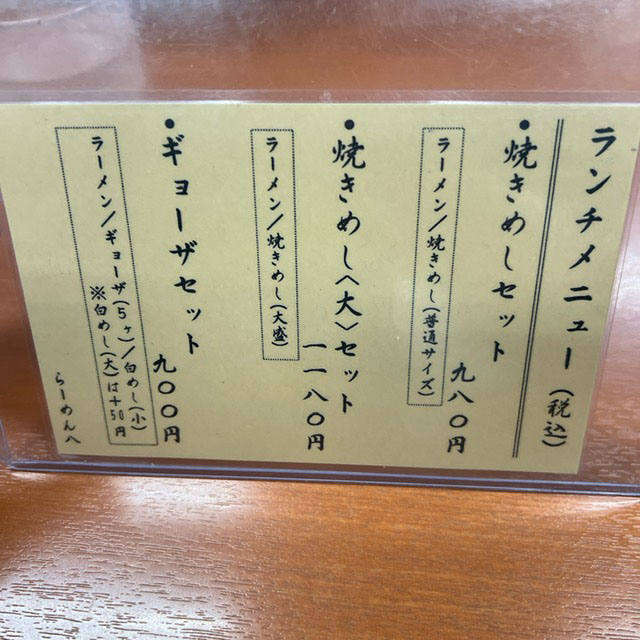 ランチメニュー(税込)
●焼きめしセット
九八〇円
ラーメン/焼きめし(普通サイズ)
●焼きめし〈大〉セット
一一八〇円
ラーメン/焼きめし(大盛)
●ギョーザセット
九〇〇円
ラーメン/ギョーザ(5ヶ)/白めし(小)
※白めし(大)は+50円
らーめん八